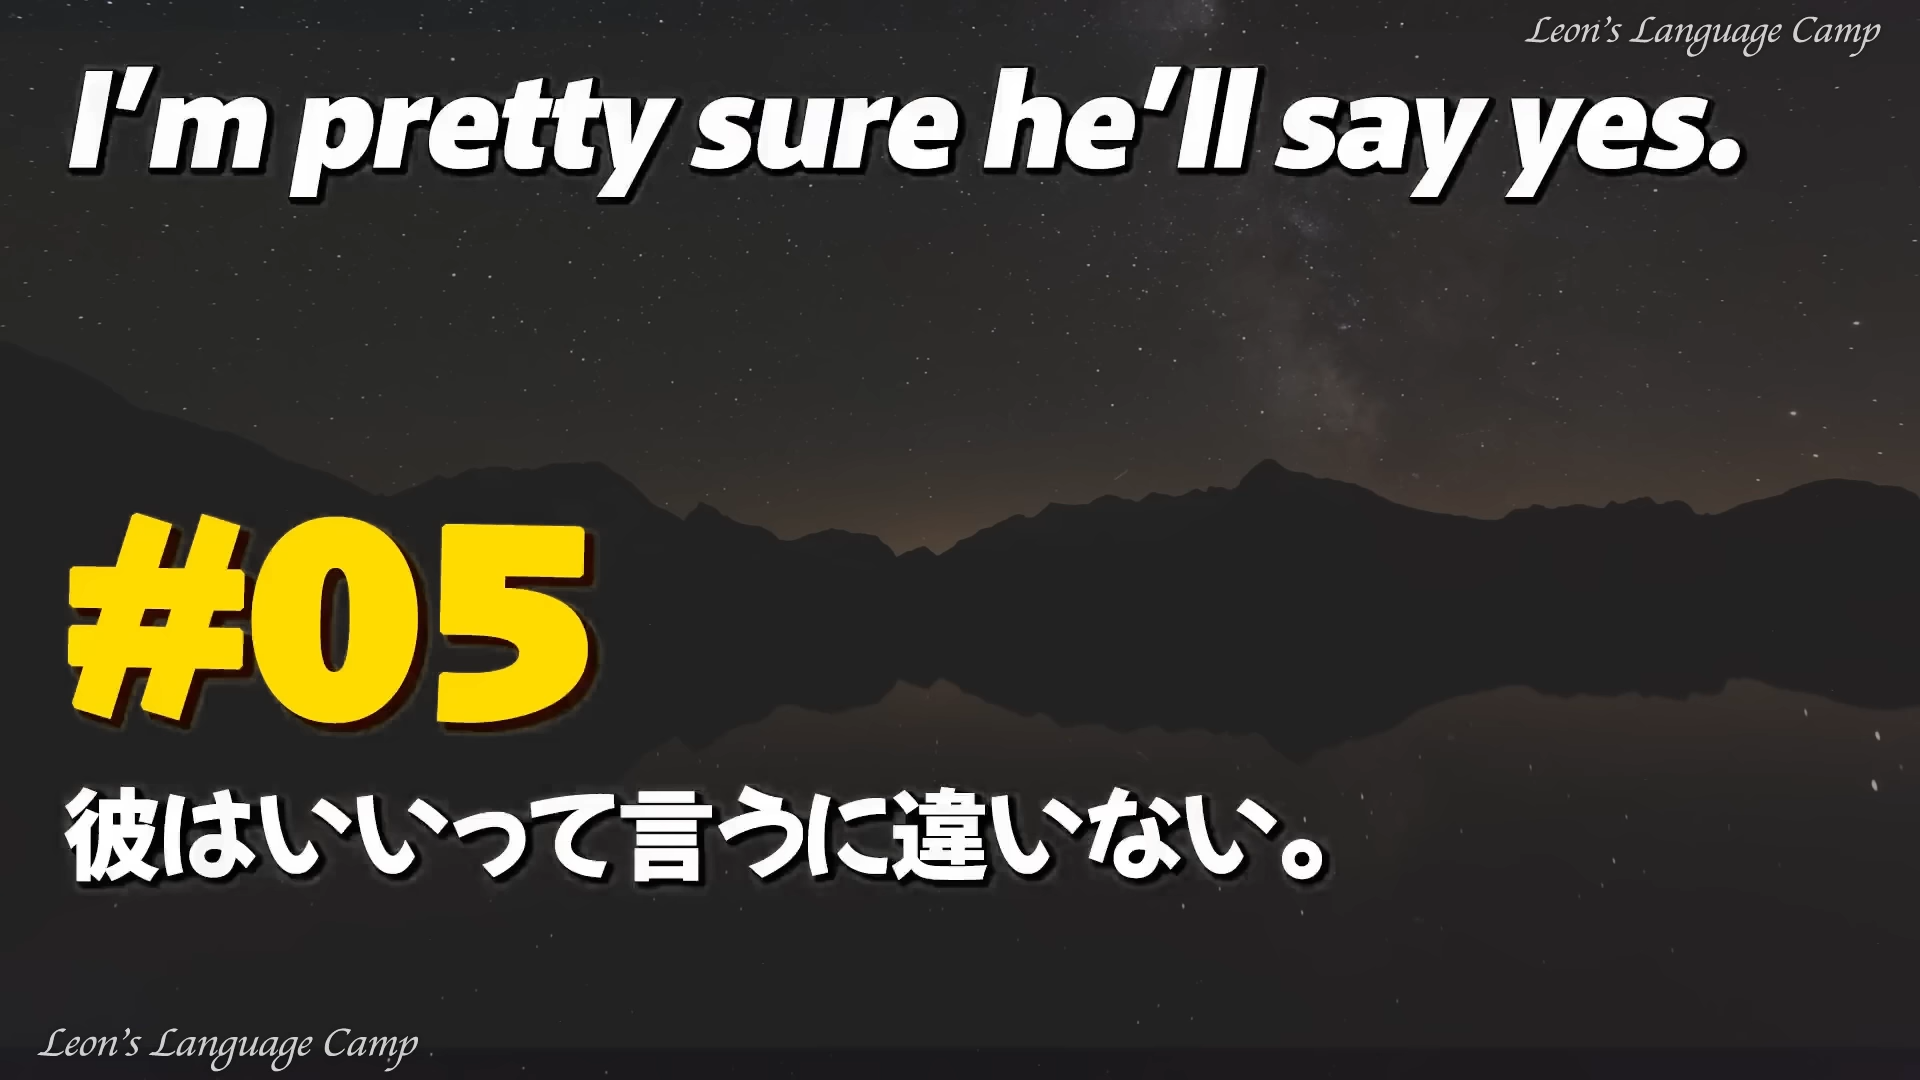 Leon's Language Camp
I'm pretty sure he'll say yes.
#05
彼はいいって言うに違いない。
Leon's Language Camp